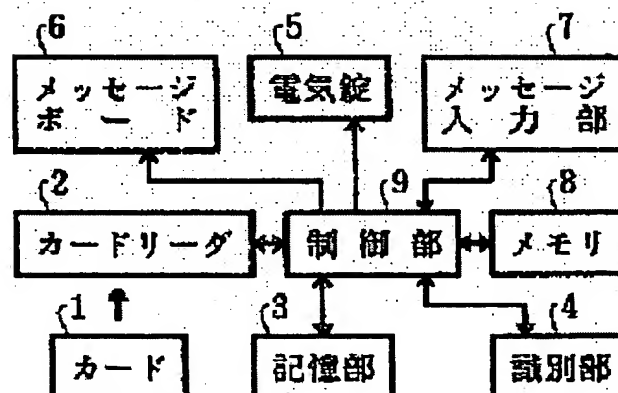 6 5 7
メッセージ 電気錠 メッセージ
ボード 入力部
2 9 8
カードリーダ 制御部 メモリ
1 3 4
カード 記憶部 識別部